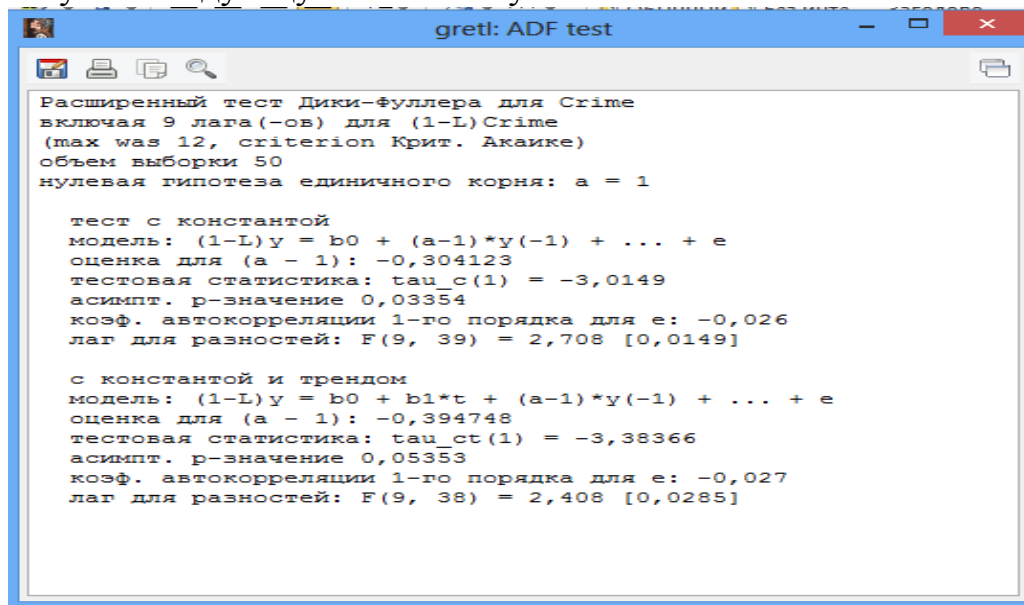 gretl: ADF test
Расширенный тест Дики-Фуллера для Crime
включая 9 лага(-ов) для (1-L)Crime
(max was 12, criterion Крит. Акаике)
объем выборки 50
нулевая гипотеза единичного корня: a = 1
тест с константой
модель: (1-L)y = b0 + (a-1)*y(-1) + ... + e
оценка для (a - 1): -0,304123
тестовая статистика: tau_c(1) = -3,0149
асимпт. p-значение 0,03354
коэф. автокорреляции 1-го порядка для e: -0,026
лаг для разностей: F(9, 39) = 2,708 [0,0149]
с константой и трендом
модель: (1-L)y = b0 + b1*t + (a-1)*y(-1) + ... + e
оценка для (a - 1): -0,394748
тестовая статистика: tau_ct(1) = -3,38366
асимпт. p-значение 0,05353
коэф. автокорреляции 1-го порядка для e: -0,027
лаг для разностей: F(9, 38) = 2,408 [0,0285]